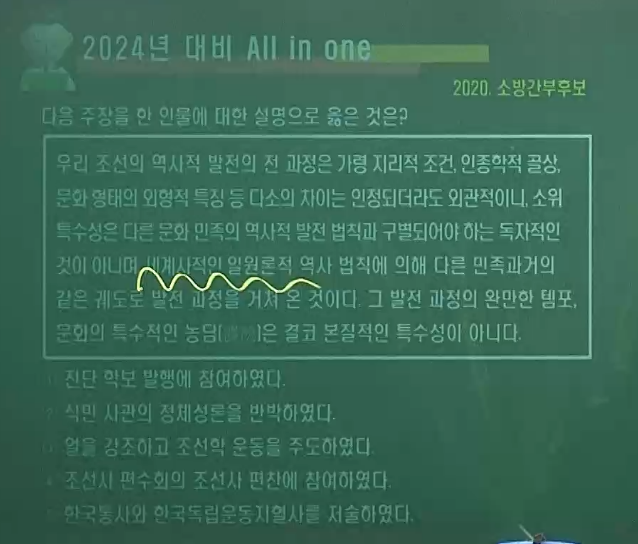 2024년 대비 All in one
2020. 소방간부후보
다음 주장을 한 인물에 대한 설명으로 옳은 것은?
우리 조선의 역사적 발전의 전 과정은 가령 지리적 조건, 인종학적 골상,
문화 형태의 외형적 특징 등 다소의 차이는 인정되더라도 외관적이니, 소위
특수성은 다른 문화 민족의 역사적 발전 법칙과 구별되어야 하는 독자적인
것이 아니며, 세계사적인 일원론적 역사 법칙에 의해 다른 민족과거의
같은 궤도로 발전 과정을 거쳐 온 것이다. 그 발전 과정의 완만한 템포,
문화의 특수적인 농담( )은 결코 본질적인 특수성이 아니다.
진단 학보 발행에 참여하였다.
식민 사관의 정체성론을 반박하였다.
얼을 강조하고 조선학 운동을 주도하였다.
조선사 편수회의 조선사 편찬에 참여하였다.
한국통사와 한국독립운동지혈사를 저술하였다.